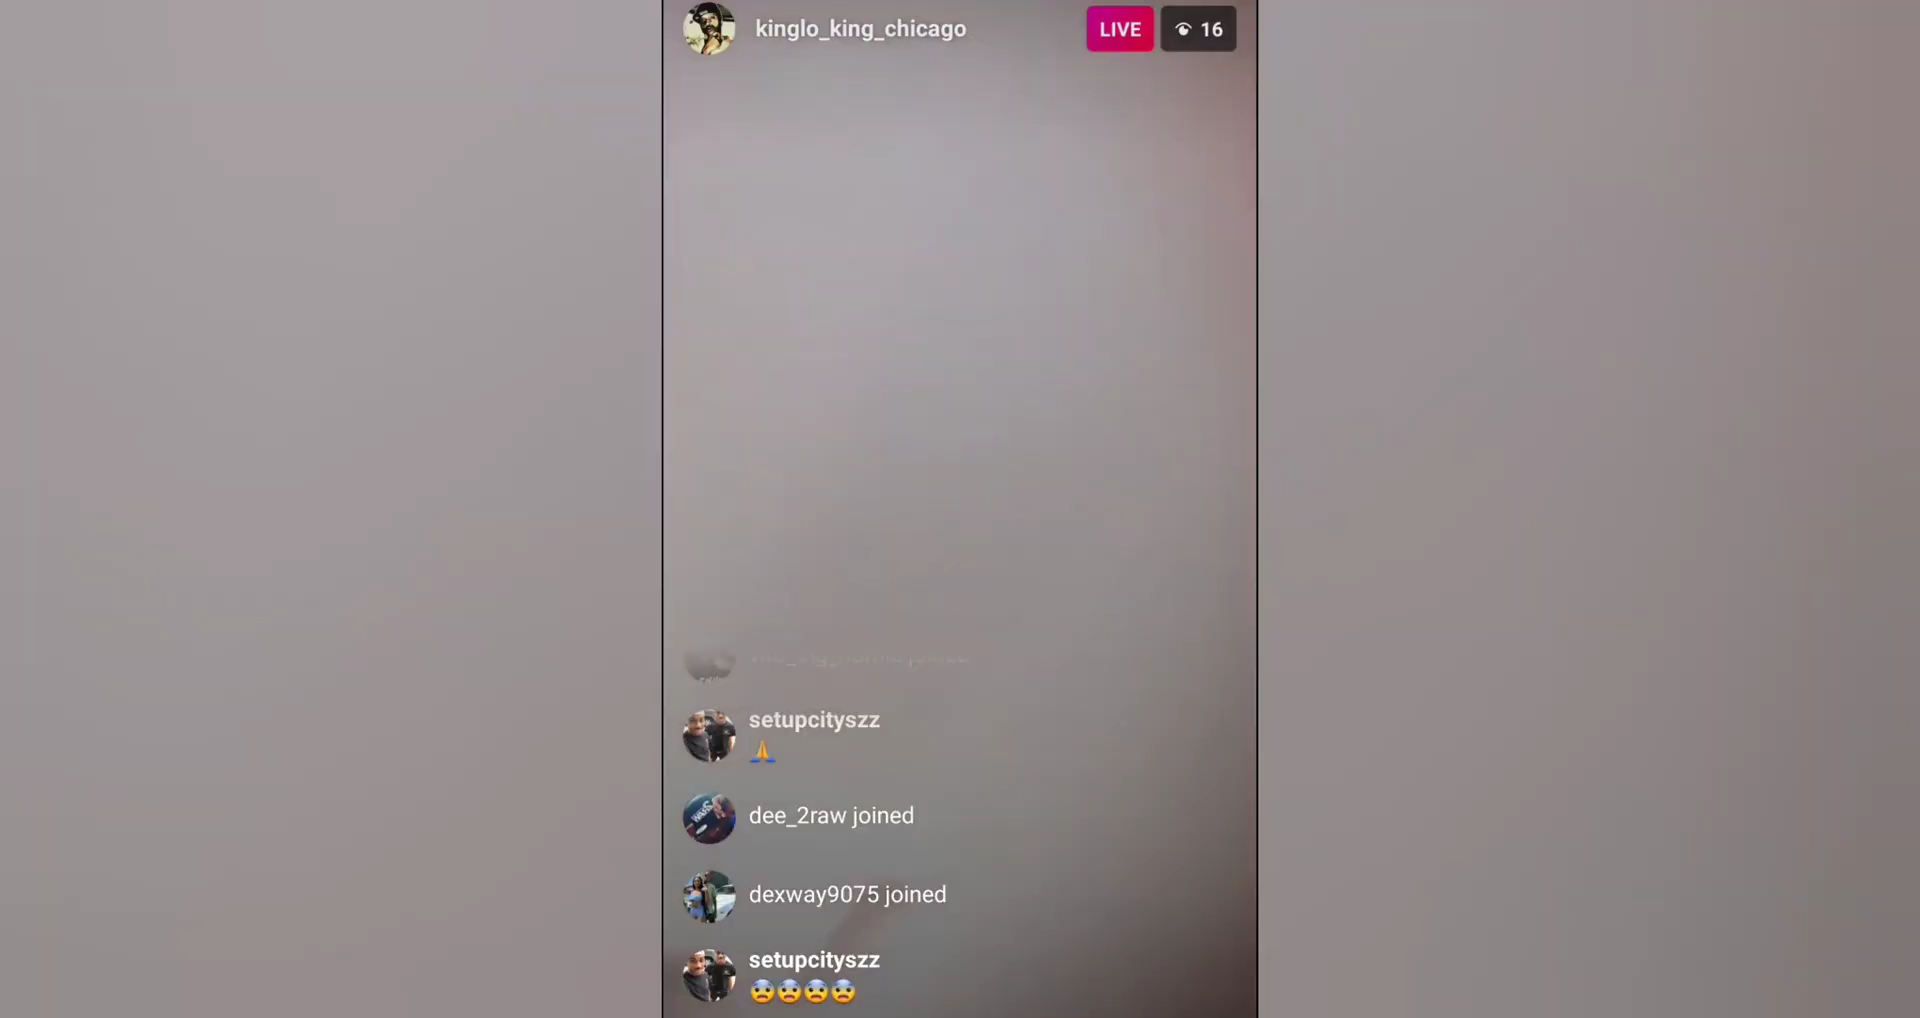 kinglo_king_chicago
LIVE
16
setupcityszz
🙏
dee_2raw joined
dexway9075 joined
setupcityszz
😨😨😨😨